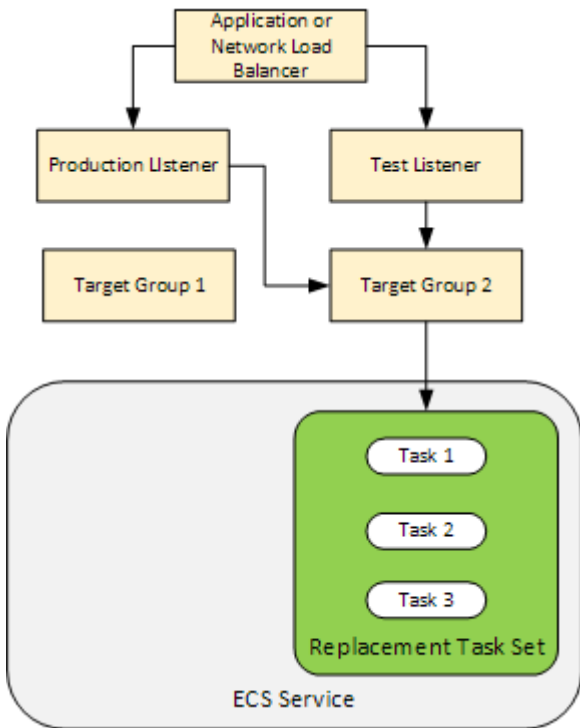 Application or
Network Load
Balancer
Production Listener
Test Listener
Target Group 1
Target Group 2
Task 1
Task 2
Task 3
Replacement Task Set
ECS Service